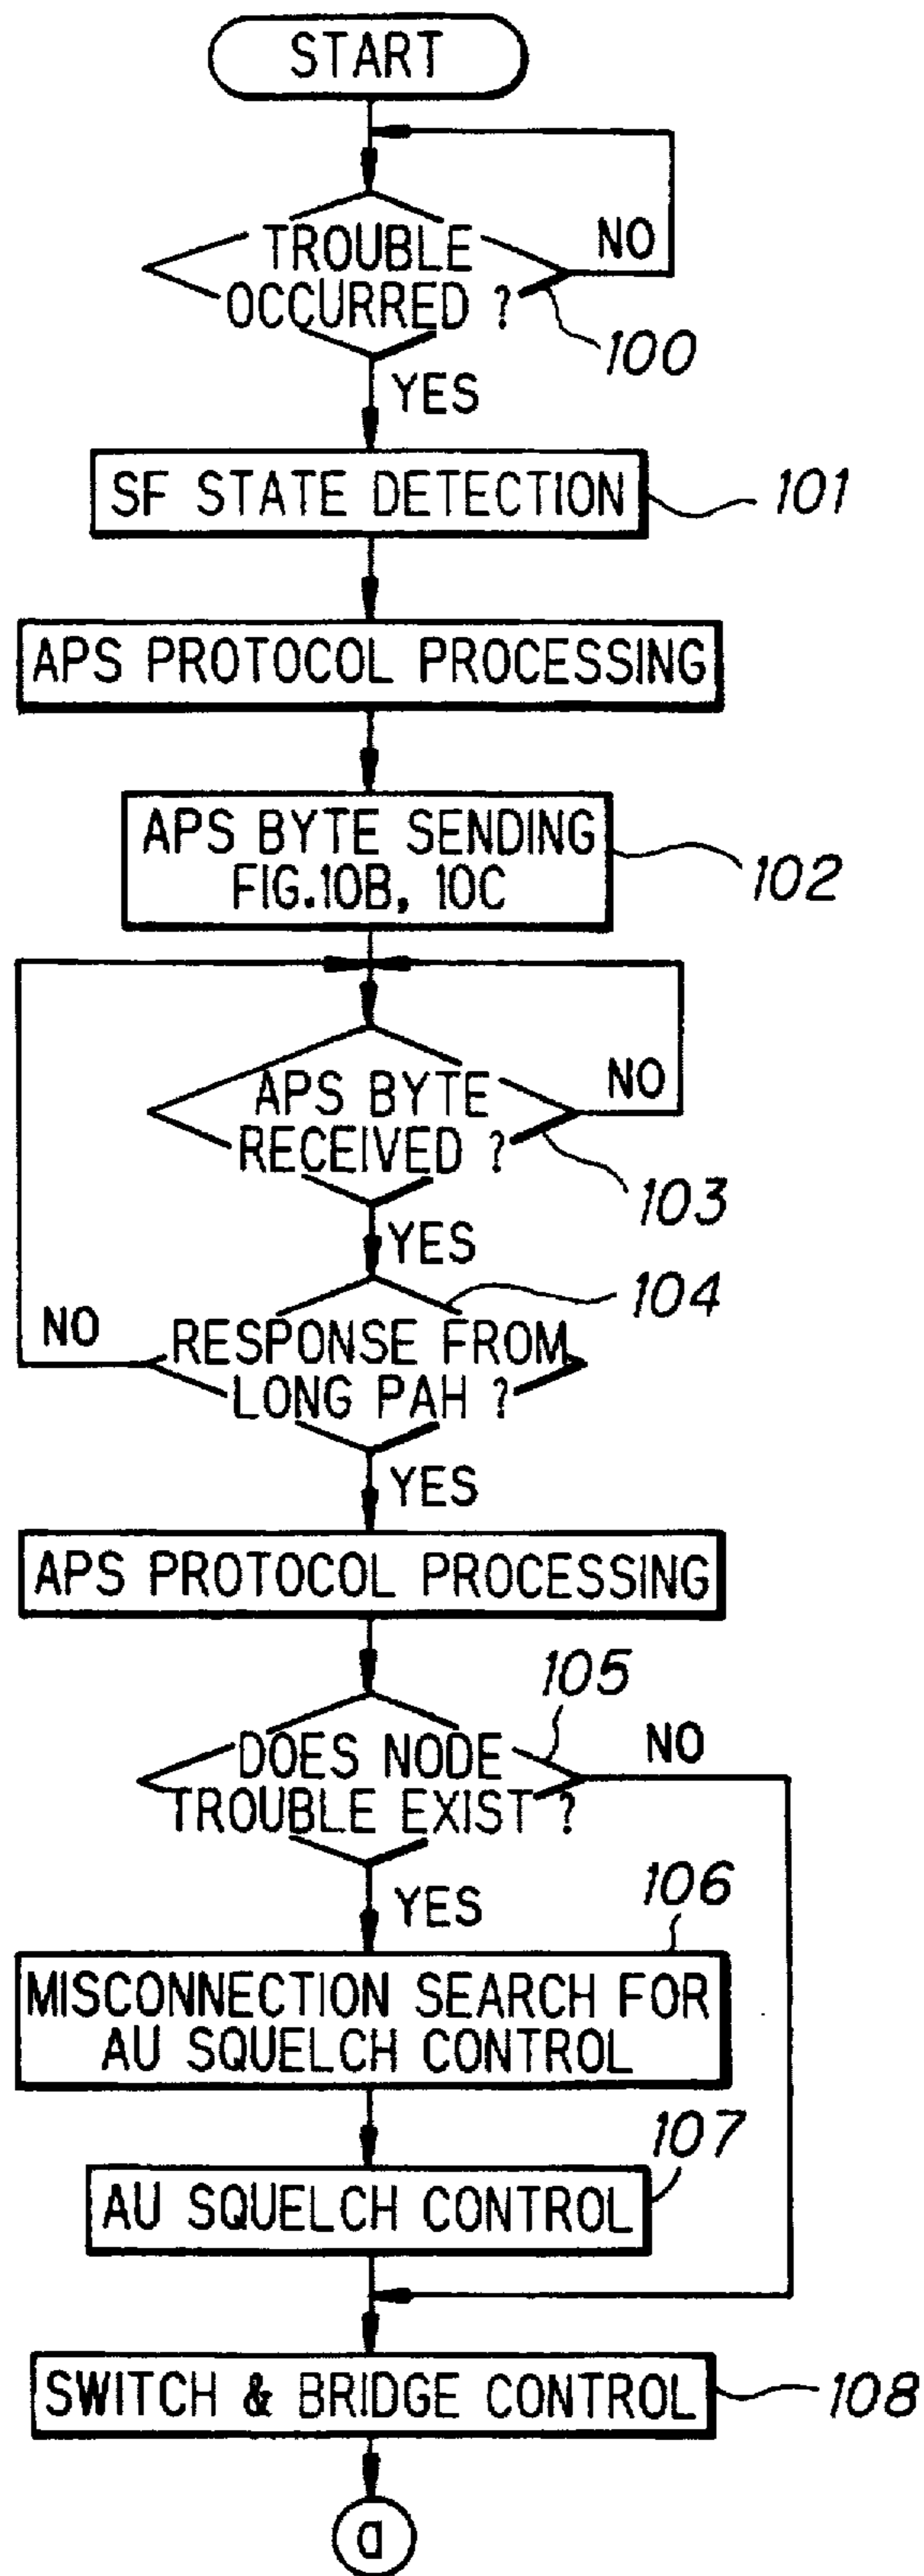 START
TROUBLE
OCCURRED ?
NO
100
YES
SF STATE DETECTION
101
APS PROTOCOL PROCESSING
APS BYTE SENDING
FIG.10B, 10C
102
APS BYTE
RECEIVED ?
NO
103
YES
104
NO
RESPONSE FROM
LONG PAH ?
YES
APS PROTOCOL PROCESSING
105
DOES NODE
TROUBLE EXIST ?
NO
YES
106
MISCONNECTION SEARCH FOR
AU SQUELCH CONTROL
107
AU SQUELCH CONTROL
SWITCH & BRIDGE CONTROL
108
a